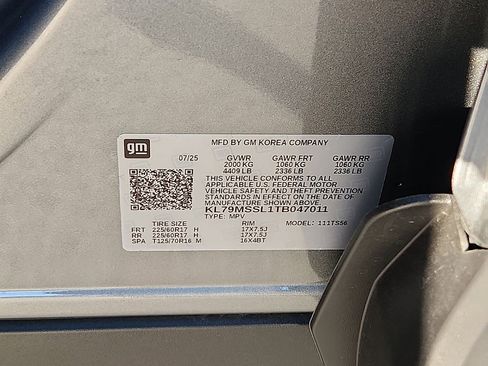 gm
MFD BY GM KOREA COMPANY
07/25 GVWR GAWR FRT GAWR RR
2000 KG 1060 KG 1060 KG
4409 LB 2336 LB 2336 LB
THIS VEHICLE CONFORMS TO ALL
APPLICABLE U.S. FEDERAL MOTOR
VEHICLE SAFETY AND THEFT PREVENTION
STANDARDS IN EFFECT ON THE DATE OF
MANUFACTURE SHOWN ABOVE.
KL79MSSL1TB047011
TYPE: MPV
TIRE SIZE RIM MODEL: 111TS56
FRT 225/60R17 H 17X7.5J
RR 225/60R17 H 17X7.5J
SPA T125/70R16 M 16X4BT